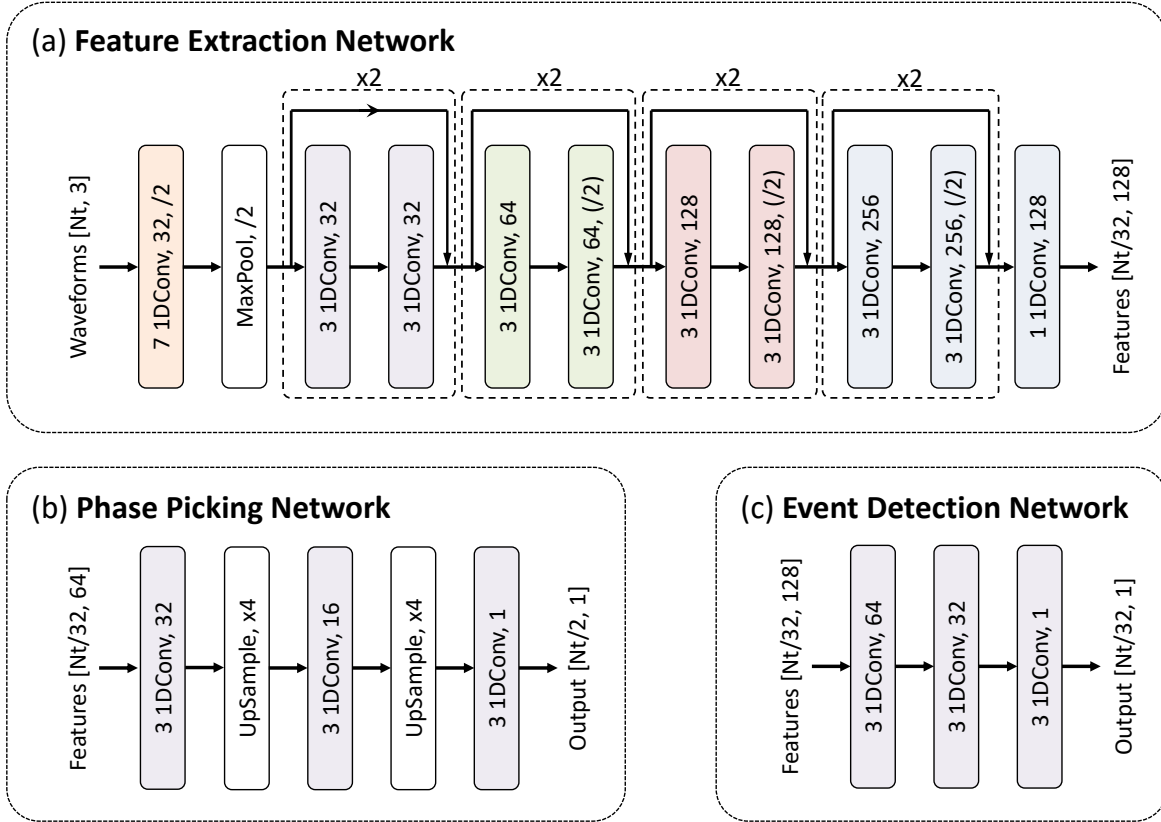 (a) Feature Extraction Network
x2
x2
x2
x2
Waveforms [Nt, 3]
7 1DConv, 32, /2
MaxPool, /2
3 1DConv, 32
3 1DConv, 32
3 1DConv, 64
3 1DConv, 64, (/2)
3 1DConv, 128
3 1DConv, 128, (/2)
3 1DConv, 256
3 1DConv, 256, (/2)
1 1DConv, 128
Features [Nt/32, 128]
(b) Phase Picking Network
Features [Nt/32, 64]
3 1DConv, 32
UpSample, x4
3 1DConv, 16
UpSample, x4
3 1DConv, 1
Output [Nt/2, 1]
(c) Event Detection Network
Features [Nt/32, 128]
3 1DConv, 64
3 1DConv, 32
3 1DConv, 1
Output [Nt/32, 1]